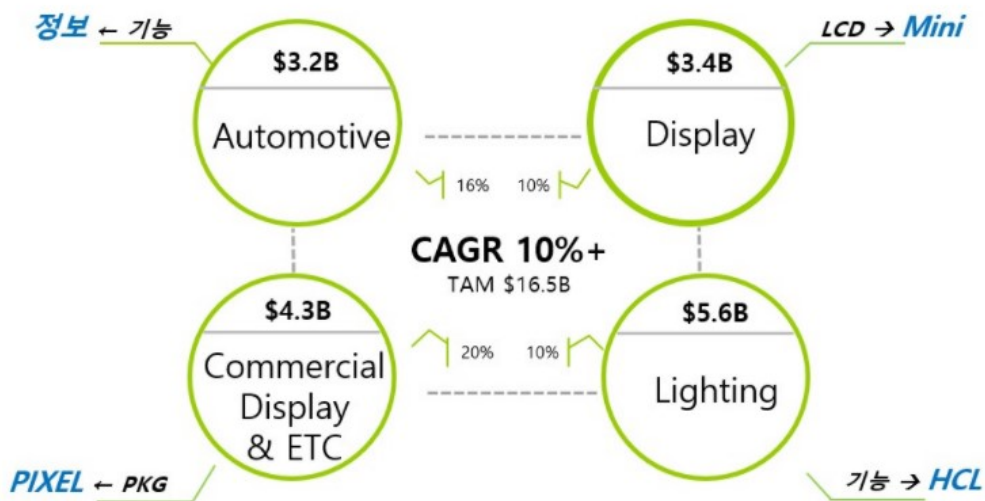 정보 ← 기능
$3.2B
Automotive
LCD → Mini
$3.4B
Display
16%
10%
CAGR 10%+
TAM $16.5B
$4.3B
Commercial
Display
& ETC
20%
10%
$5.6B
Lighting
PIXEL ← PKG
기능 → HCL